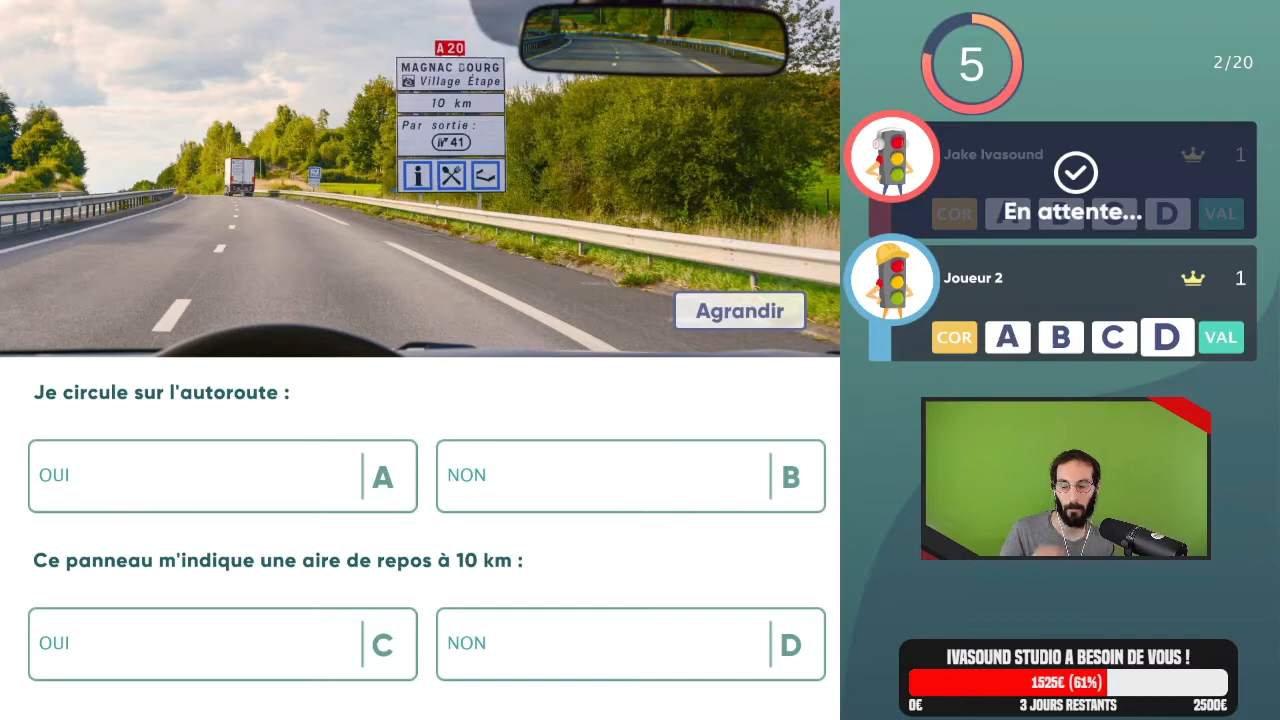 A 20
MAGNAC BOURG
Village Étape
10 km
Par sortie :
41
i
Agrandir
5
2/20
Jake Ivasound
1
En attente...
COR A B C D VAL
Joueur 2
1
COR A B C D VAL
Je circule sur l'autoroute :
OUI A
NON B
Ce panneau m'indique une aire de repos à 10 km :
OUI C
NON D
IVASOUND STUDIO A BESOIN DE VOUS !
1525€ (61%)
0€ 3 JOURS RESTANTS 2500€